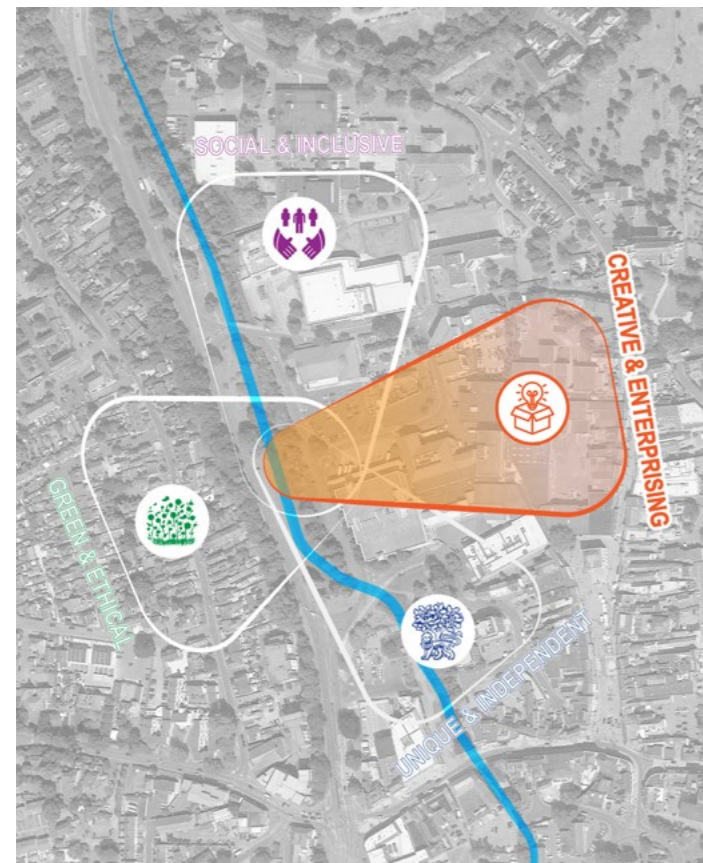 SOCIAL & INCLUSIVE
CREATIVE & ENTERPRISING
GREEN & ETHICAL
UNIQUE & INDEPENDENT